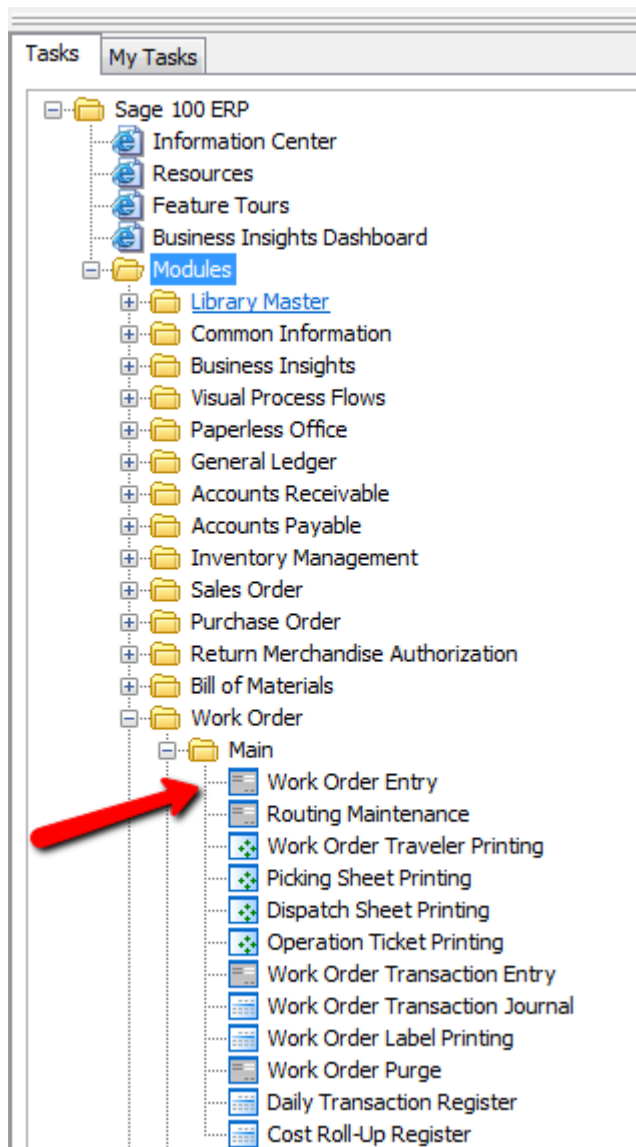 Tasks My Tasks
Sage 100 ERP
Information Center
Resources
Feature Tours
Business Insights Dashboard
Modules
Library Master
Common Information
Business Insights
Visual Process Flows
Paperless Office
General Ledger
Accounts Receivable
Accounts Payable
Inventory Management
Sales Order
Purchase Order
Return Merchandise Authorization
Bill of Materials
Work Order
Main
Work Order Entry
Routing Maintenance
Work Order Traveler Printing
Picking Sheet Printing
Dispatch Sheet Printing
Operation Ticket Printing
Work Order Transaction Entry
Work Order Transaction Journal
Work Order Label Printing
Work Order Purge
Daily Transaction Register
Cost Roll-Up Register